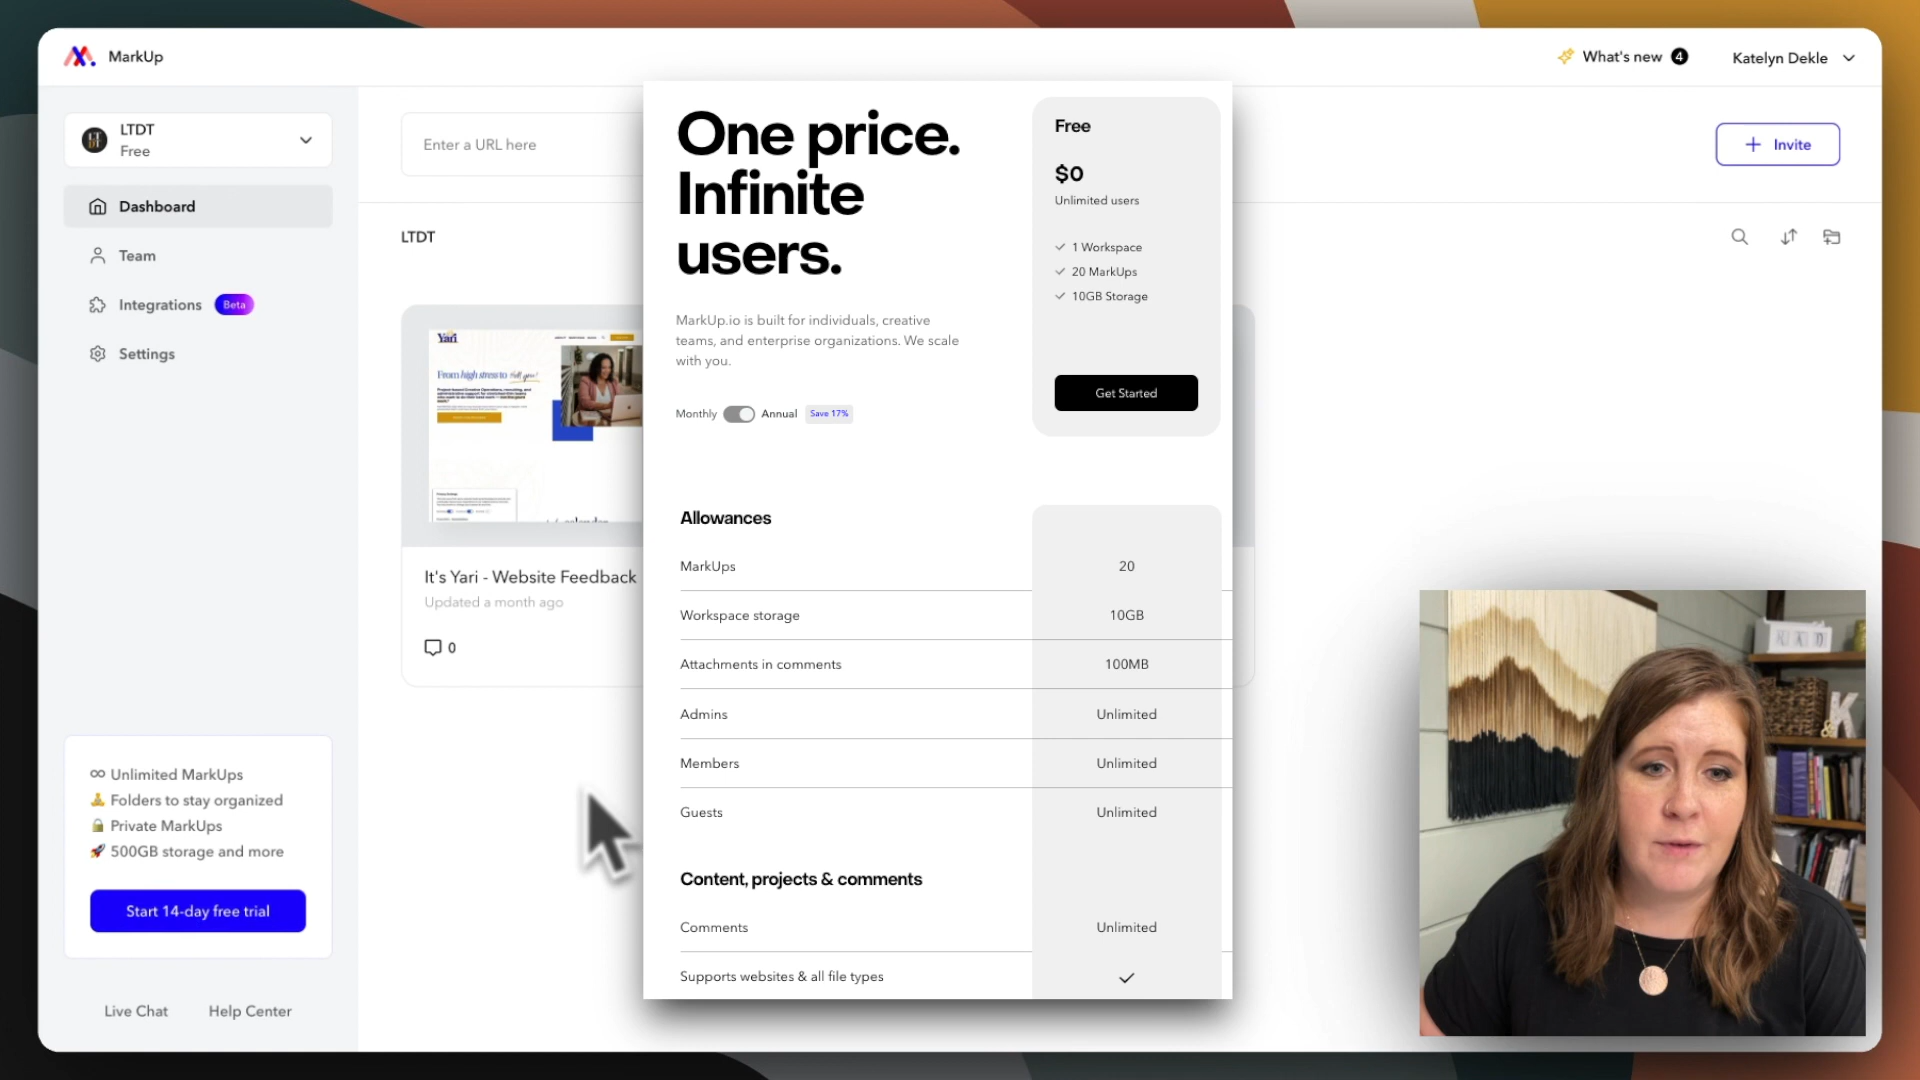 MarkUp
What's new 4
Katelyn Dekle
LTDT
Free
Dashboard
Team
Integrations Beta
Settings
∞ Unlimited MarkUps
Folders to stay organized
Private MarkUps
500GB storage and more
Start 14-day free trial
Live Chat
Help Center
Enter a URL here
+ Invite
LTDT
Yari
From high stress to
It's Yari - Website Feedback
Updated a month ago
0
One price.
Infinite
users.
MarkUp.io is built for individuals, creative
teams, and enterprise organizations. We scale
with you.
Monthly Annual Save 17%
Free
$0
Unlimited users
✓ 1 Workspace
✓ 20 MarkUps
✓ 10GB Storage
Get Started
Allowances
MarkUps 20
Workspace storage 10GB
Attachments in comments 100MB
Admins Unlimited
Members Unlimited
Guests Unlimited
Content, projects & comments
Comments Unlimited
Supports websites & all file types ✓